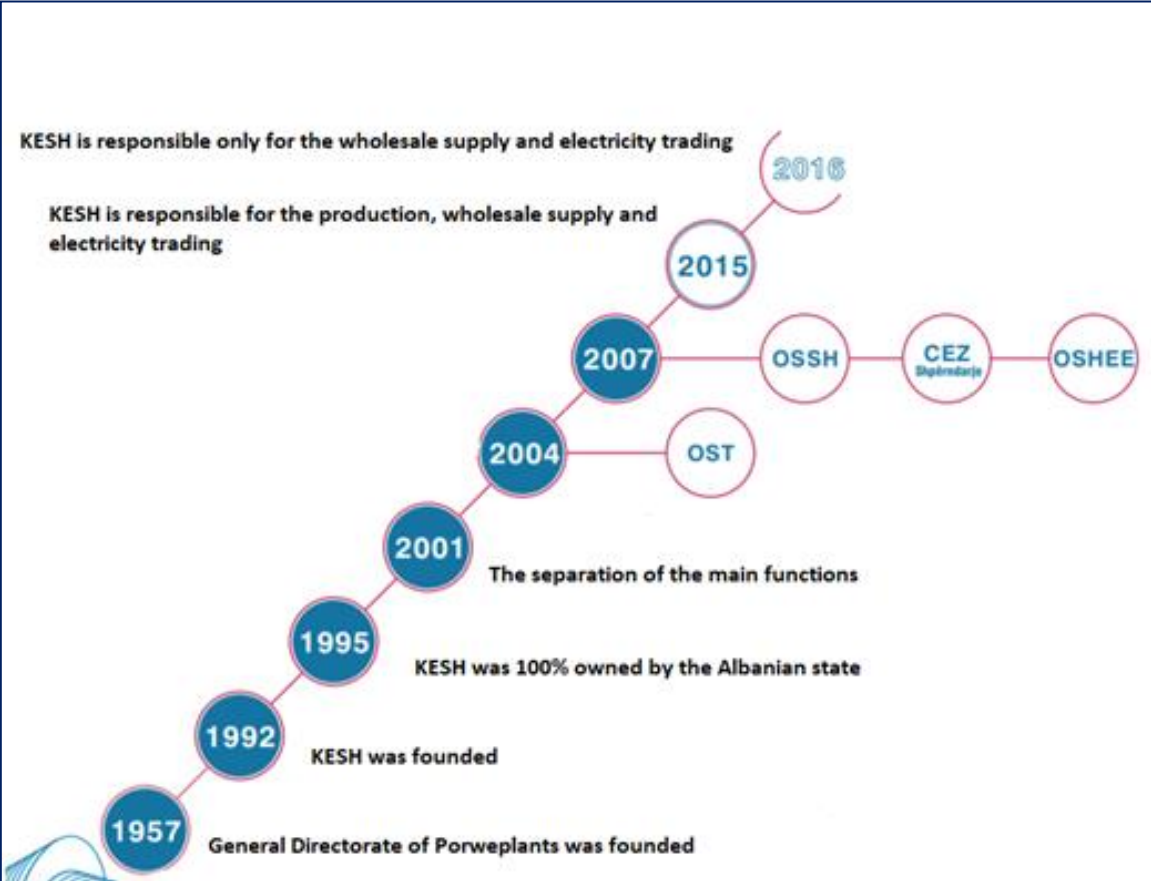 KESH is responsible only for the wholesale supply and electricity trading
2016
KESH is responsible for the production, wholesale supply and
electricity trading
2015
2007
OSSH
CEZ
Shpërndarje
OSHEE
2004
OST
2001
The separation of the main functions
1995
KESH was 100% owned by the Albanian state
1992
KESH was founded
1957
General Directorate of Porweplants was founded